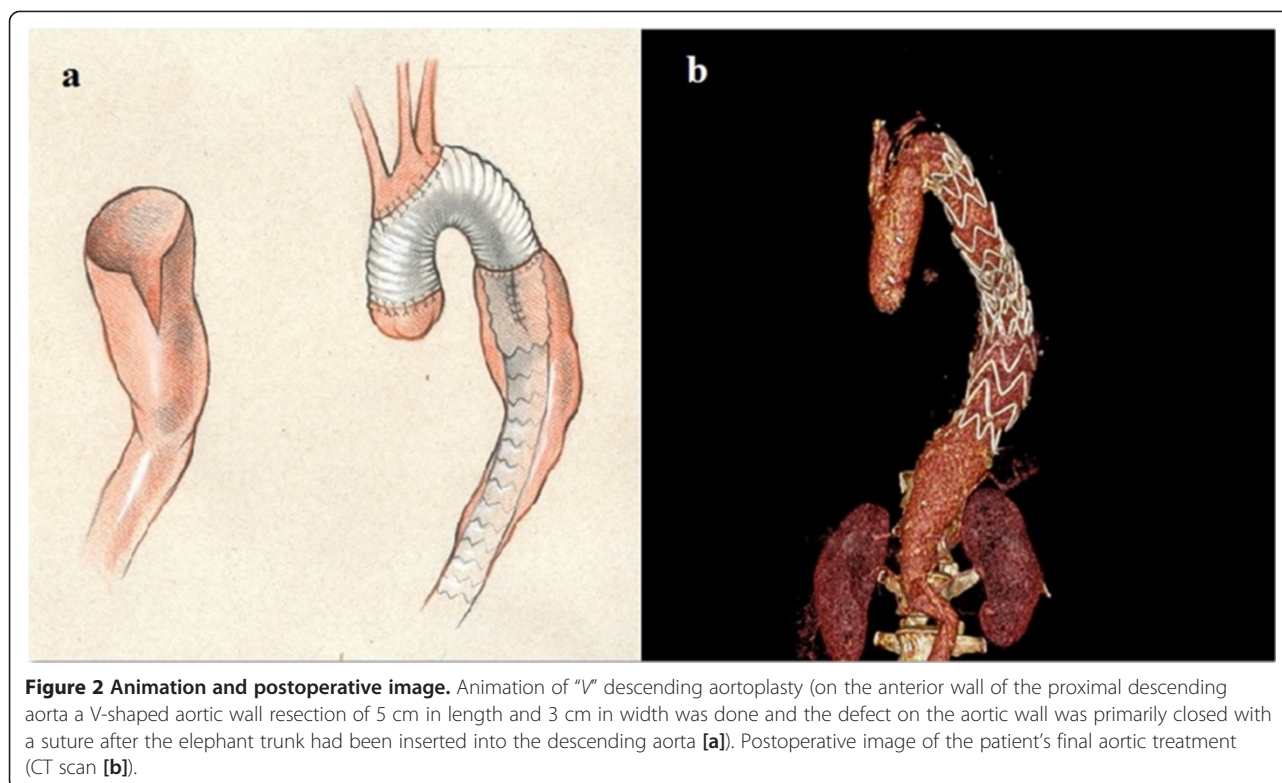 a
b
Figure 2 Animation and postoperative image. Animation of "V" descending aortoplasty (on the anterior wall of the proximal descending
aorta a V-shaped aortic wall resection of 5 cm in length and 3 cm in width was done and the defect on the aortic wall was primarily closed with
a suture after the elephant trunk had been inserted into the descending aorta [a]). Postoperative image of the patient's final aortic treatment
(CT scan [b]).